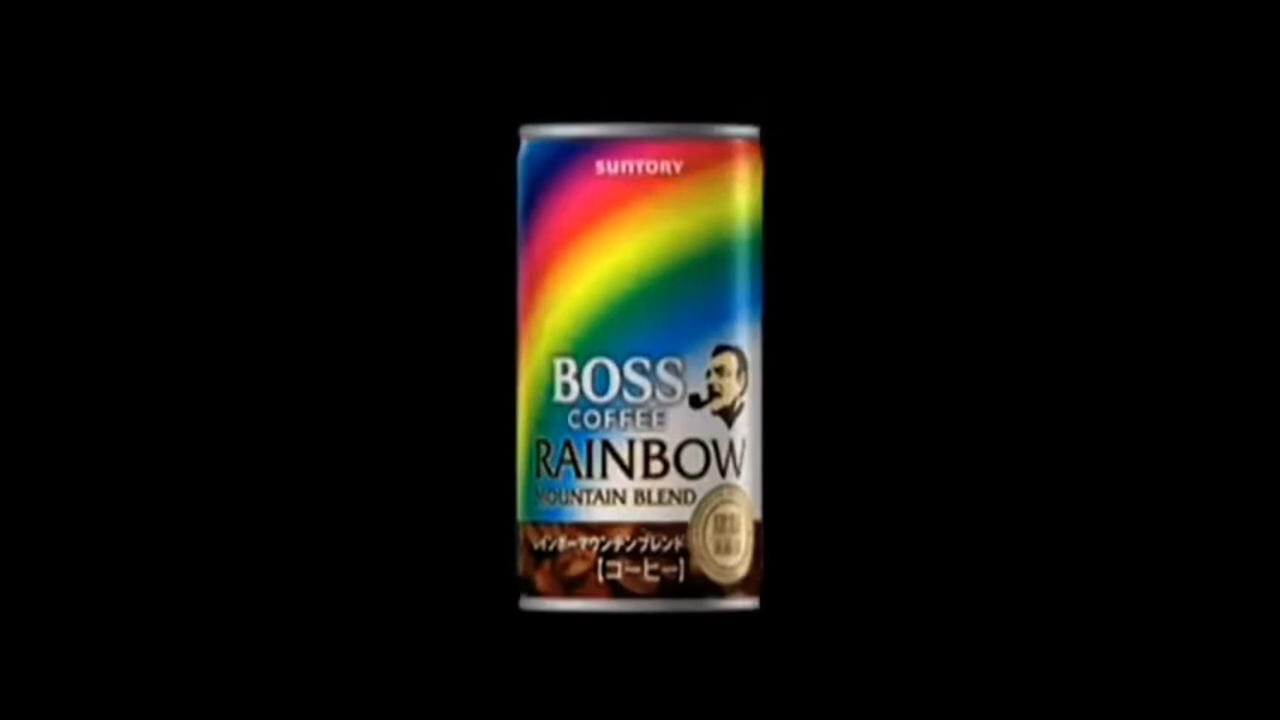 SUNTORY
BOSS
COFFEE
RAINBOW
MOUNTAIN BLEND
レインボーマウンテンブレンド
【コーヒー】